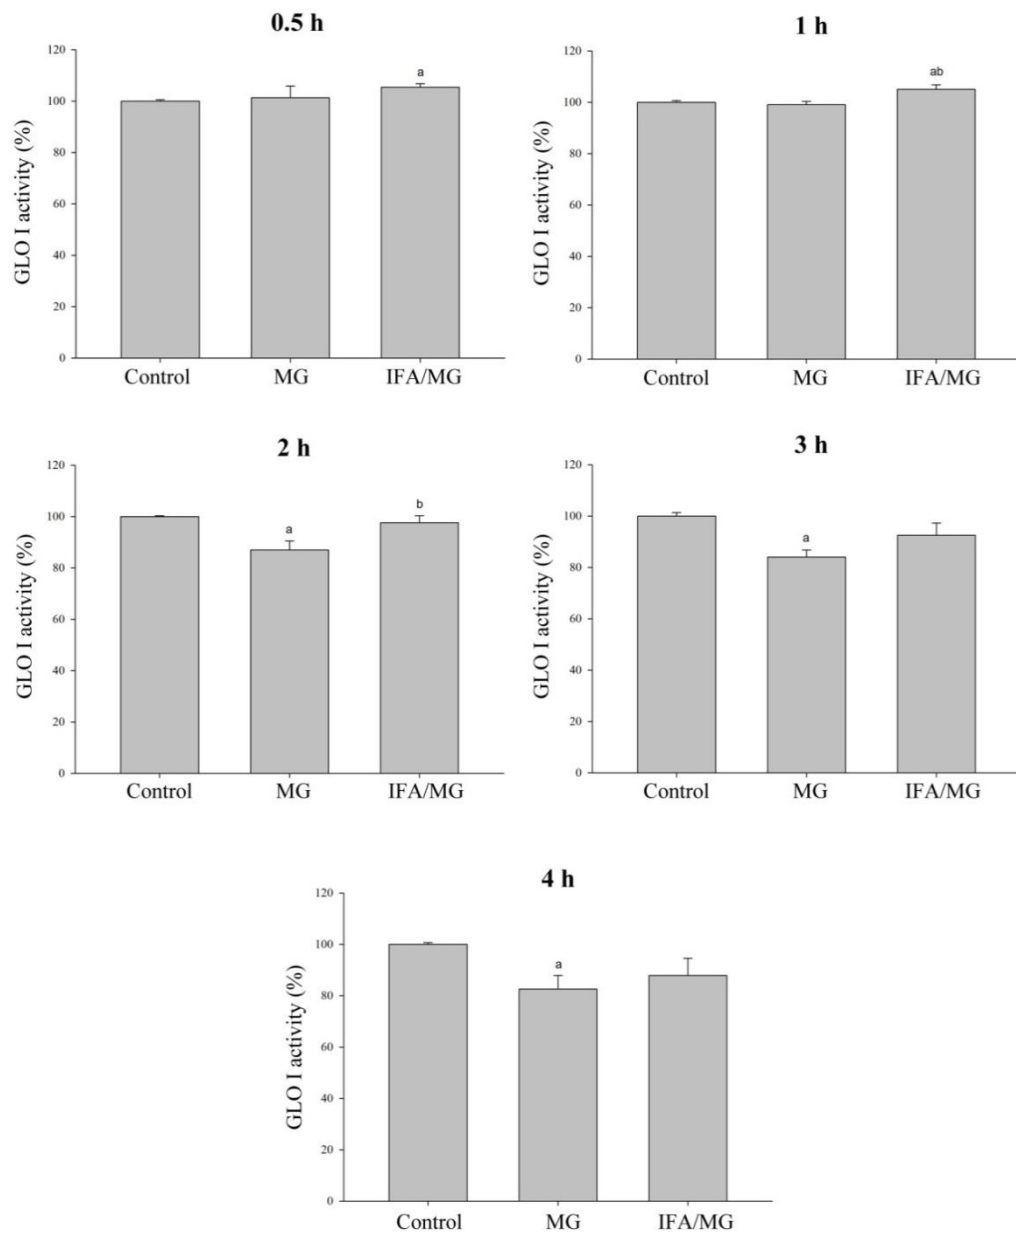 0.5 h
a
120
100
80
60
40
20
0
GLO I activity (%)
Control MG IFA/MG
1 h
ab
120
100
80
60
40
20
0
GLO I activity (%)
Control MG IFA/MG
2 h
a b
120
100
80
60
40
20
0
GLO I activity (%)
Control MG IFA/MG
3 h
a
120
100
80
60
40
20
0
GLO I activity (%)
Control MG IFA/MG
4 h
a
120
100
80
60
40
20
0
GLO I activity (%)
Control MG IFA/MG